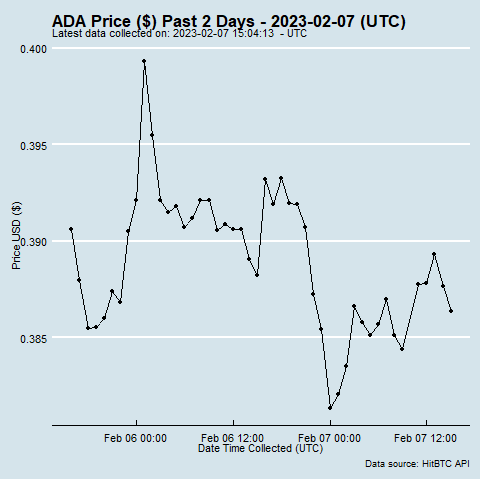 ADA Price ($) Past 2 Days - 2023-02-07 (UTC)
Latest data collected on: 2023-02-07 15:04:13 - UTC
0.400
0.395
0.390
0.385
Price USD ($)
Feb 06 00:00
Feb 06 12:00
Feb 07 00:00
Feb 07 12:00
Date Time Collected (UTC)
Data source: HitBTC API